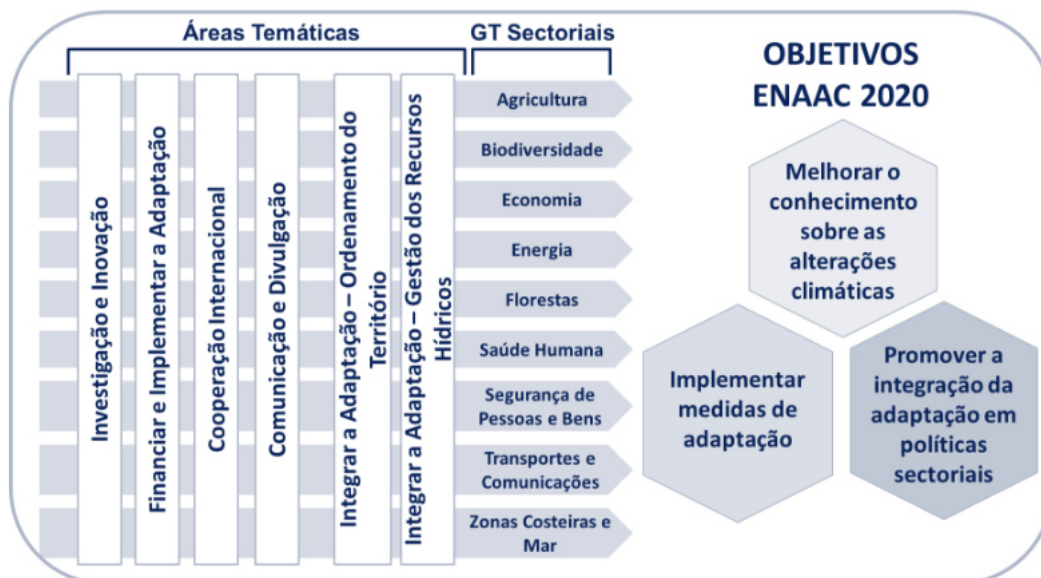 Áreas Temáticas
GT Sectoriais
Investigação e Inovação
Financiar e Implementar a Adaptação
Cooperação Internacional
Comunicação e Divulgação
Integrar a Adaptação – Ordenamento do
Território
Integrar a Adaptação – Gestão dos Recursos
Hídricos
Agricultura
Biodiversidade
Economia
Energia
Florestas
Saúde Humana
Segurança de
Pessoas e Bens
Transportes e
Comunicações
Zonas Costeiras e
Mar
OBJETIVOS
ENAAC 2020
Melhorar o
conhecimento
sobre as
alterações
climáticas
Implementar
medidas de
adaptação
Promover a
integração da
adaptação em
políticas
sectoriais